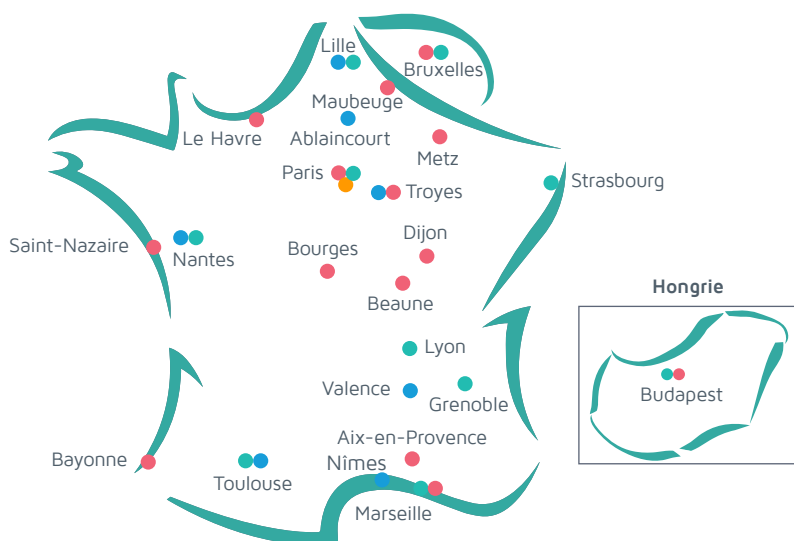 Lille
Bruxelles
Maubeuge
Le Havre
Ablaincourt
Metz
Paris
Troyes
Strasbourg
Saint-Nazaire
Nantes
Bourges
Dijon
Beaune
Hongrie
Lyon
Valence
Grenoble
Budapest
Aix-en-Provence
Bayonne
Nîmes
Toulouse
Marseille